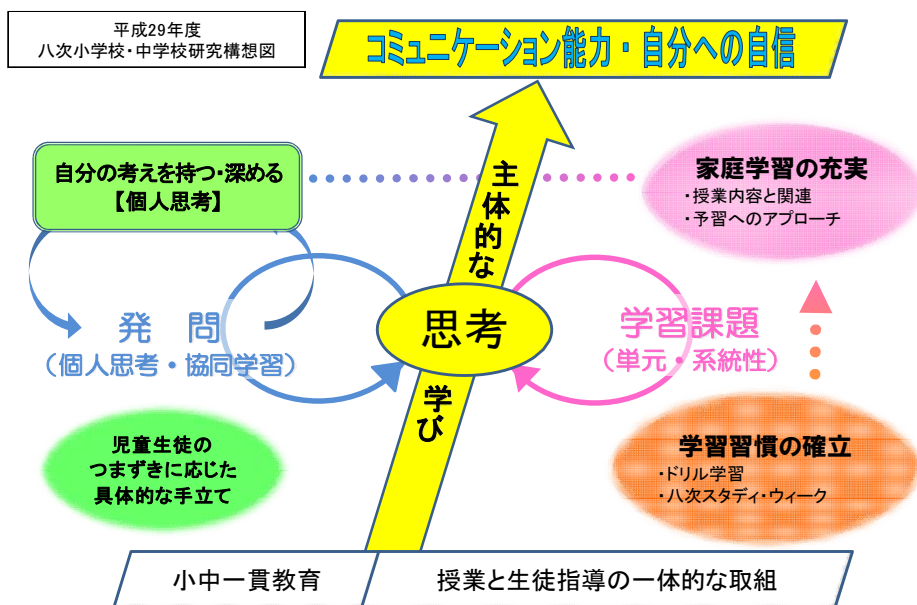 平成29年度
八次小学校・中学校研究構想図
コミュニケーション能力・自分への自信
自分の考えを持つ・深める
【個人思考】
家庭学習の充実
・授業内容と関連
・予習へのアプローチ
主体的な
思考
学び
発 問
(個人思考・協同学習)
学習課題
(単元・系統性)
児童生徒の
つまずきに応じた
具体的な手立て
学習習慣の確立
・ドリル学習
・八次スタディ・ウィーク
小中一貫教育
授業と生徒指導の一体的な取組